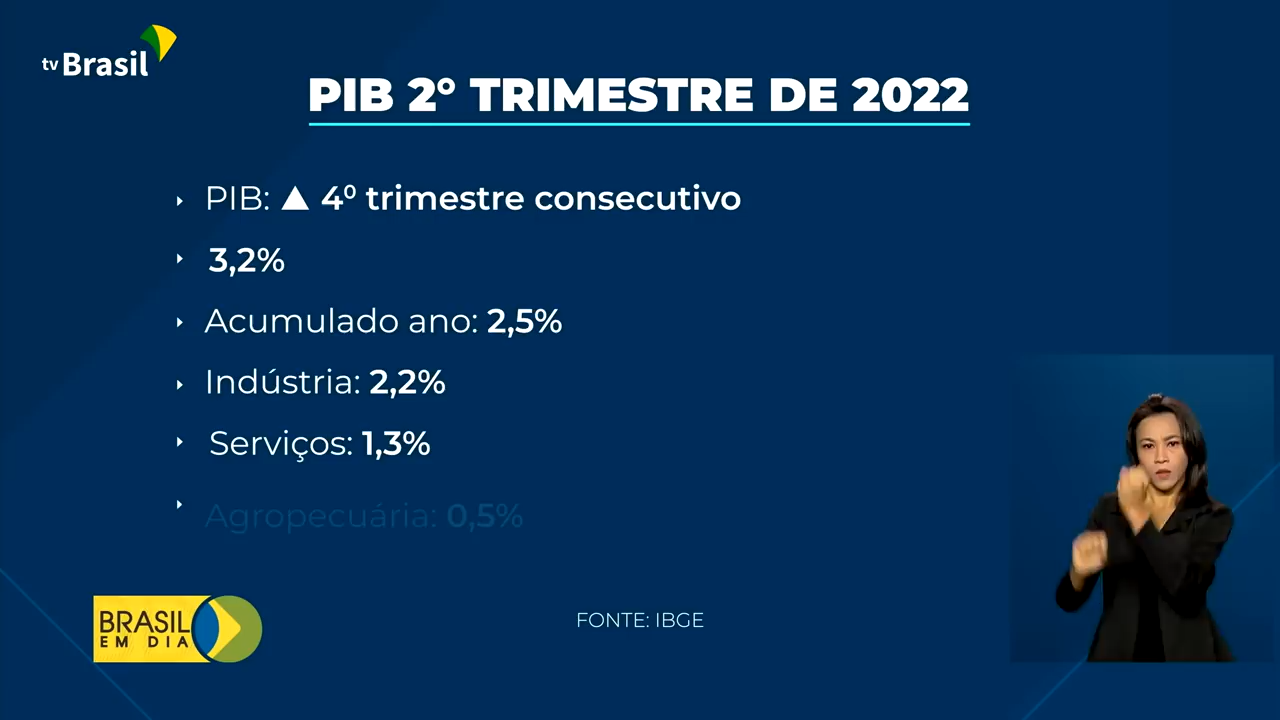 tv Brasil
PIB 2º TRIMESTRE DE 2022
PIB: ▲ 4º trimestre consecutivo
3,2%
Acumulado ano: 2,5%
Indústria: 2,2%
Serviços: 1,3%
Agropecuária: 0,5%
BRASIL
EM DIA
FONTE: IBGE